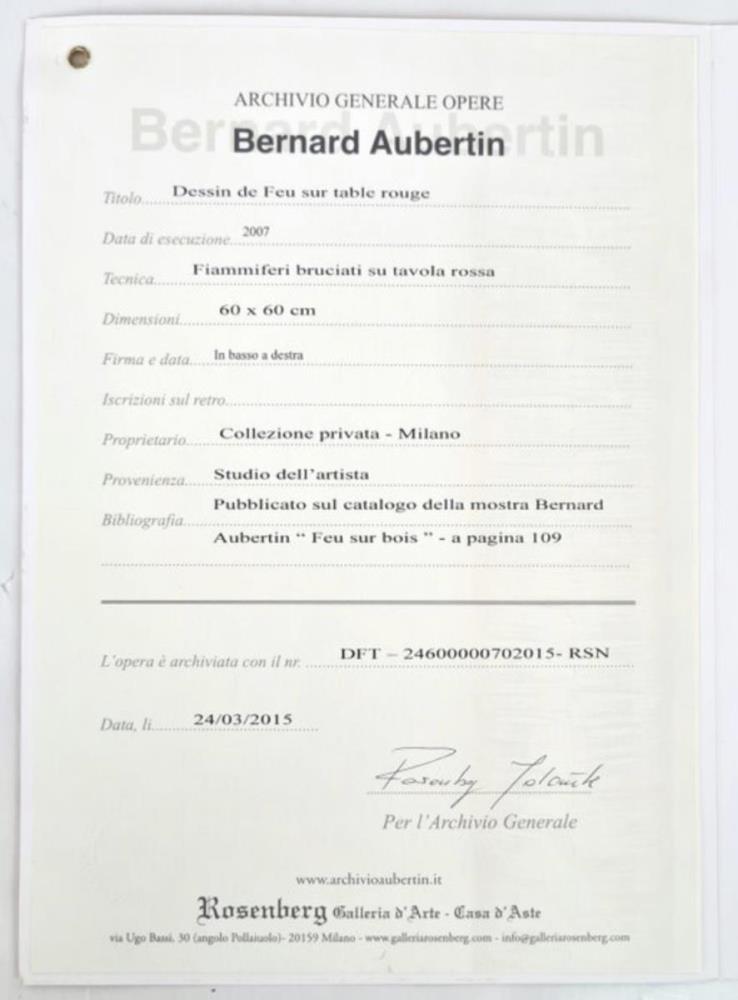 ARCHIVIO GENERALE OPERE
Bernard Aubertin
Titolo..... Dessin de Feu sur table rouge
Data di esecuzione.. 2007
Tecnica..... Fiammiferi bruciati su tavola rossa
Dimensioni..... 60 x 60 cm
Firma e data..... In basso a destra
Iscrizioni sul retro.....
Proprietario..... Collezione privata - Milano
Provenienza..... Studio dell'artista
Pubblicato sul catalogo della mostra Bernard
Bibliografia.....
Aubertin “ Feu sur bois ” - a pagina 109
L'opera è archiviata con il nr. ..... DFT – 24600000702015- RSN
Data, li..... 24/03/2015
Per l'Archivio Generale
www.archivioaubertin.it
Rosenberg Galleria d'Arte - Casa d'Aste
via Ugo Bassi, 30 (angolo Pollaiuolo)- 20159 Milano - www.galleriarosenberg.com - info@galleriarosenberg.com